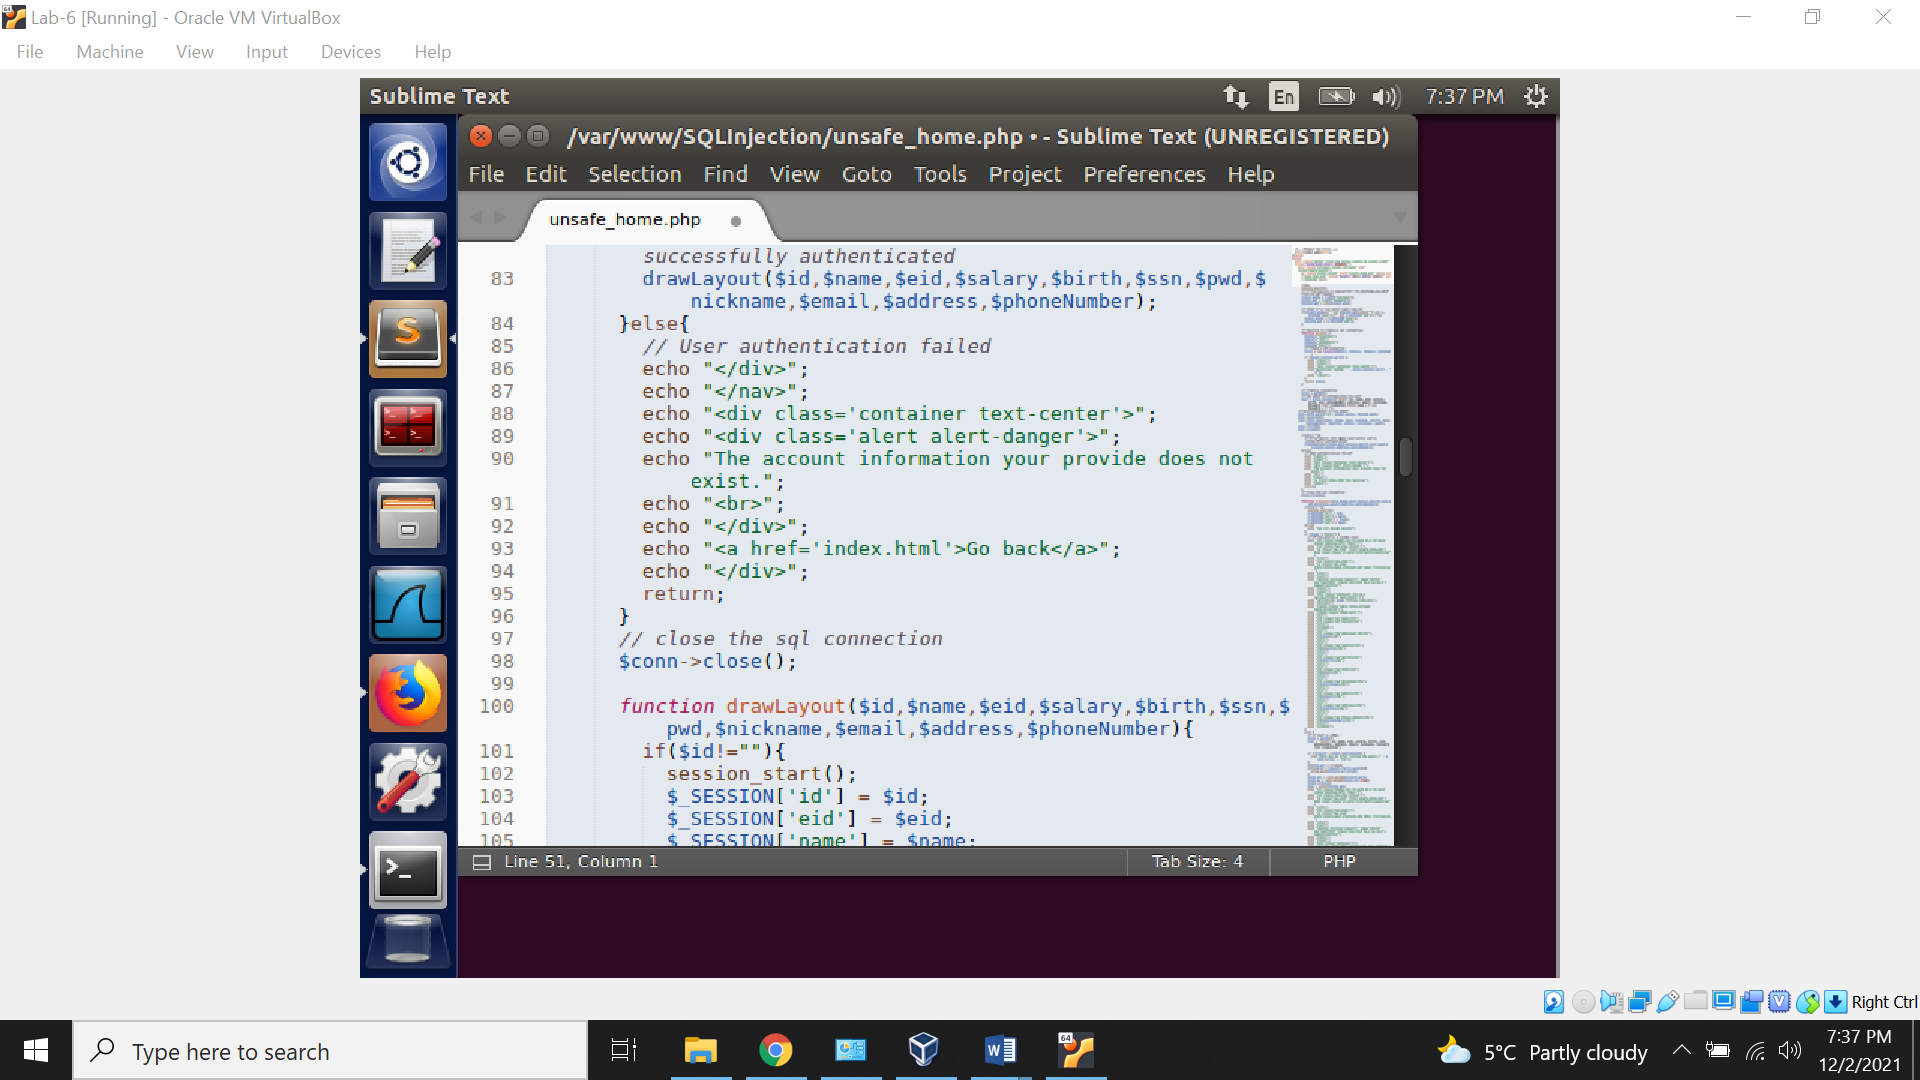 Lab-6 [Running] - Oracle VM VirtualBox
File Machine View Input Devices Help
Sublime Text En 7:37 PM
/var/www/SQLInjection/unsafe_home.php • - Sublime Text (UNREGISTERED)
File Edit Selection Find View Goto Tools Project Preferences Help
unsafe_home.php
successfully authenticated
83 drawLayout($id,$name,$eid,$salary,$birth,$ssn,$pwd,$
nickname,$email,$address,$phoneNumber);
84 }else{
85 // User authentication failed
86 echo "</div>";
87 echo "</nav>";
88 echo "<div class='container text-center'>";
89 echo "<div class='alert alert-danger'>";
90 echo "The account information your provide does not
exist.";
91 echo "<br>";
92 echo "</div>";
93 echo "<a href='index.html'>Go back</a>";
94 echo "</div>";
95 return;
96 }
97 // close the sql connection
98 $conn->close();
99
100 function drawLayout($id,$name,$eid,$salary,$birth,$ssn,$
pwd,$nickname,$email,$address,$phoneNumber){
101 if($id!=""){
102 session_start();
103 $_SESSION['id'] = $id;
104 $_SESSION['eid'] = $eid;
105 $_SESSION['name'] = $name;
Line 51, Column 1 Tab Size: 4 PHP
Right Ctrl
Type here to search
5°C Partly cloudy
7:37 PM
12/2/2021